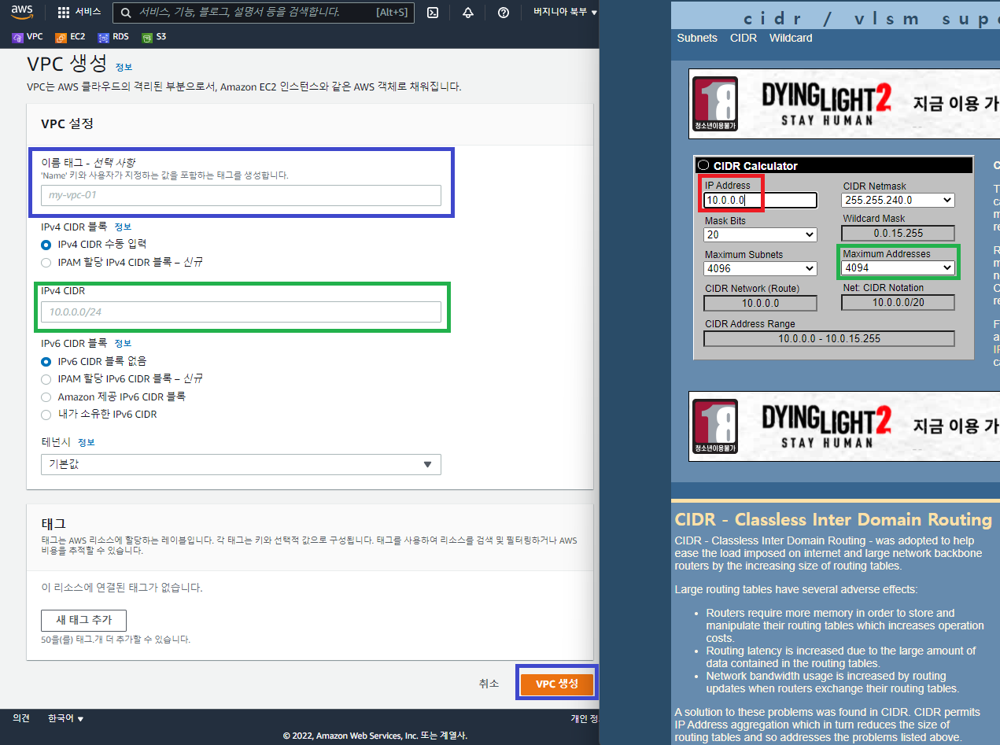 aws
서비스
서비스, 기능, 블로그, 설명서 등을 검색합니다.
[Alt+S]
버지니아 북부 ▼
VPC
EC2
RDS
S3
VPC 생성 정보
VPC는 AWS 클라우드의 격리된 부분으로서, Amazon EC2 인스턴스와 같은 AWS 객체로 채워집니다.
VPC 설정
이름 태그 - 선택 사항
'Name' 키와 사용자가 지정하는 값을 포함하는 태그를 생성합니다.
my-vpc-01
IPv4 CIDR 블록 정보
IPv4 CIDR 수동 입력
IPAM 할당 IPv4 CIDR 블록 – 신규
IPv4 CIDR
10.0.0.0/24
IPv6 CIDR 블록 정보
IPv6 CIDR 블록 없음
IPAM 할당 IPv6 CIDR 블록 – 신규
Amazon 제공 IPv6 CIDR 블록
내가 소유한 IPv6 CIDR
테넌시 정보
기본값
태그
태그는 AWS 리소스에 할당하는 레이블입니다. 각 태그는 키와 선택적 값으로 구성됩니다. 태그를 사용하여 리소스를 검색 및 필터링하거나 AWS
비용을 추적할 수 있습니다.
이 리소스에 연결된 태그가 없습니다.
새 태그 추가
50을(를) 태그.개 더 추가할 수 있습니다.
취소
VPC 생성
의견
한국어 ▼
개인 정
© 2022, Amazon Web Services, Inc. 또는 계열사.
cidr / vlsm sup
Subnets CIDR Wildcard
18
청소년이용불가
DYING LIGHT 2
STAY HUMAN
지금 이용 가
CIDR Calculator
IP Address
10.0.0.0
CIDR Netmask
255.255.240.0
Mask Bits
20
Wildcard Mask
0.0.15.255
Maximum Subnets
4096
Maximum Addresses
4094
CIDR Network (Route)
10.0.0.0
Net: CIDR Notation
10.0.0.0/20
CIDR Address Range
10.0.0.0 - 10.0.15.255
18
청소년이용불가
DYING LIGHT 2
STAY HUMAN
지금 이용 가
CIDR - Classless Inter Domain Routing
CIDR - Classless Inter Domain Routing - was adopted to help
ease the load imposed on internet and large network backbone
routers by the increasing size of routing tables.
Large routing tables have several adverse effects:
• Routers require more memory in order to store and
manipulate their routing tables which increases operation
costs.
• Routing latency is increased due to the large amount of
data contained in the routing tables.
• Network bandwidth usage is increased by routing
updates when routers exchange their routing tables.
A solution to these problems was found in CIDR. CIDR permits
IP Address aggregation which in turn reduces the size of
routing tables and so addresses the problems listed above.